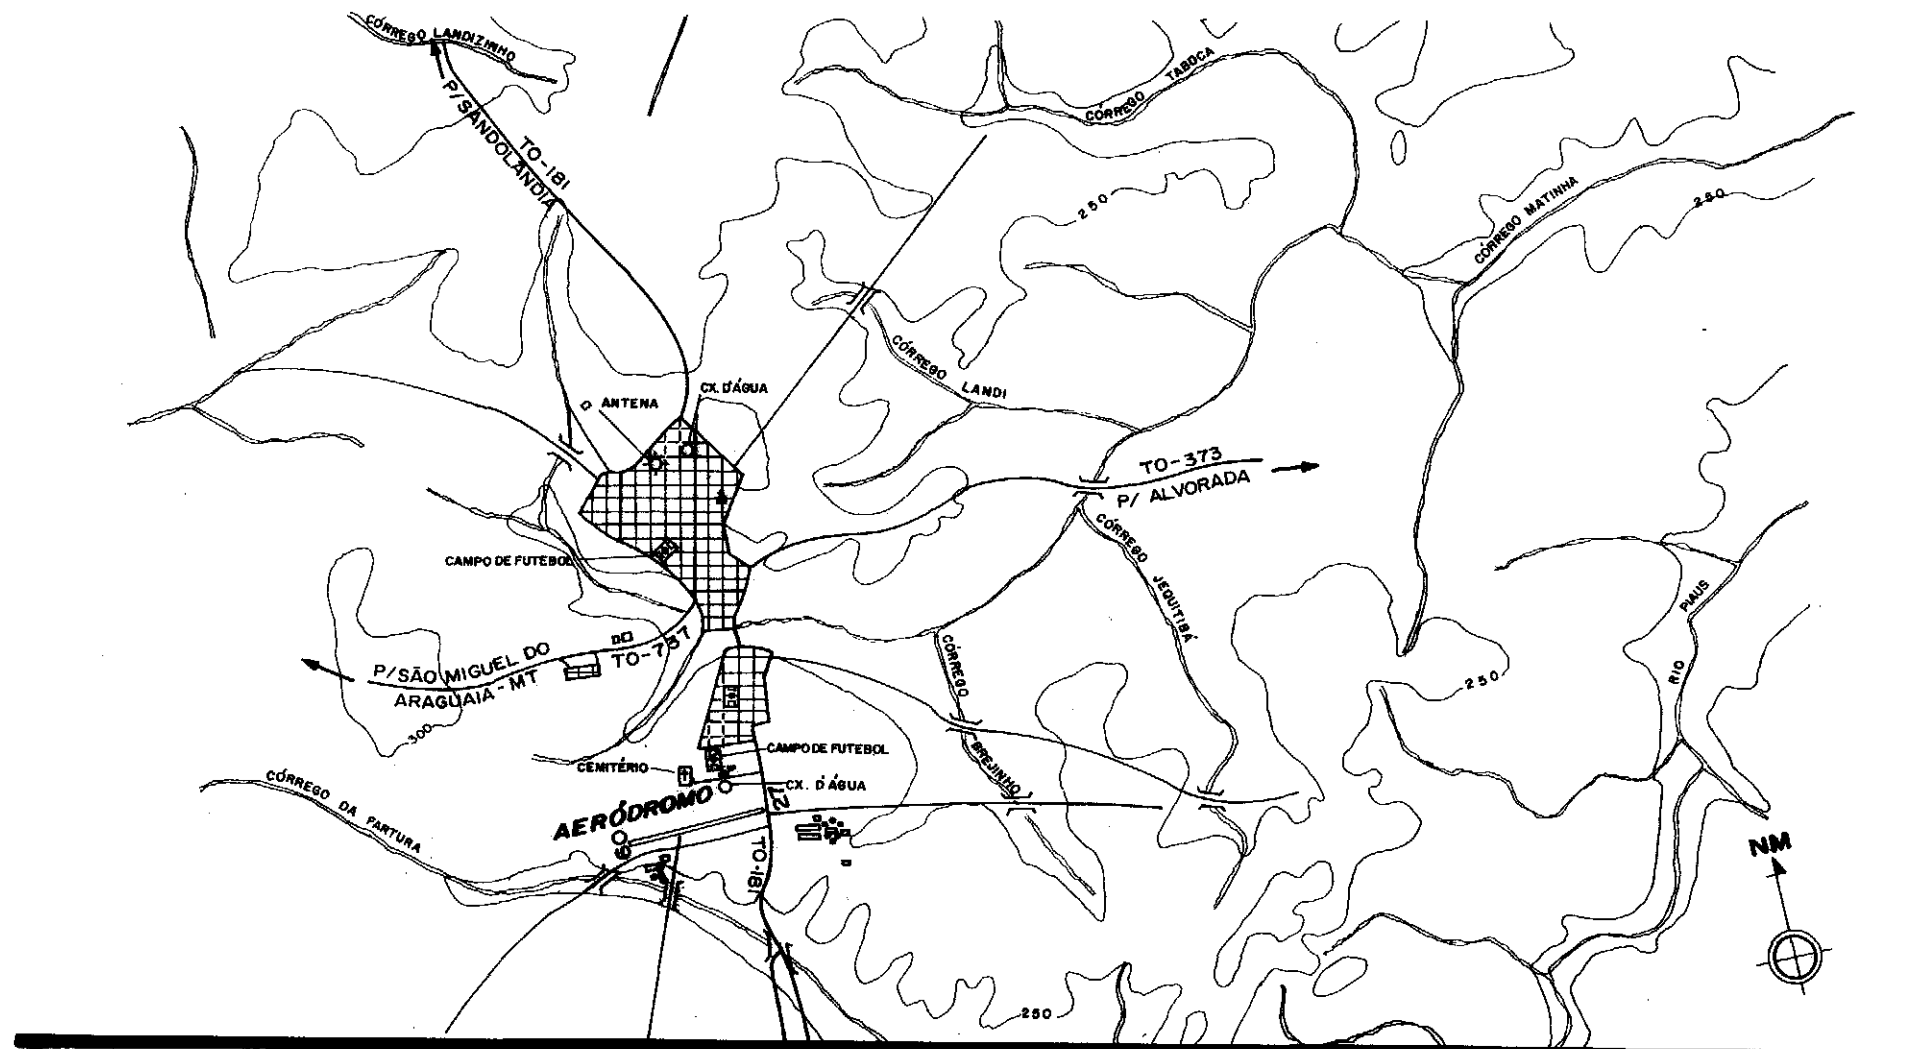 CÓRREGO LANDIZINHO
P/SANDOLÂNDIA
TO-181
CÓRREGO TABOCA
250
CÓRREGO MATINHA
250
CÓRREGO LANDI
CX. D'ÁGUA
ANTENA
TO-373
P/ ALVORADA
CÓRREGO JEQUITIBÁ
CAMPO DE FUTEBOL
RIO PIAUS
P/SÃO MIGUEL DO
ARAGUAIA-MT
TO-737
300
CÓRREGO BREJINHO
250
CAMPO DE FUTEBOL
CEMITÉRIO
CX. D'ÁGUA
AERÓDROMO
27
TO-181
CÓRREGO DA FARTURA
NM
250